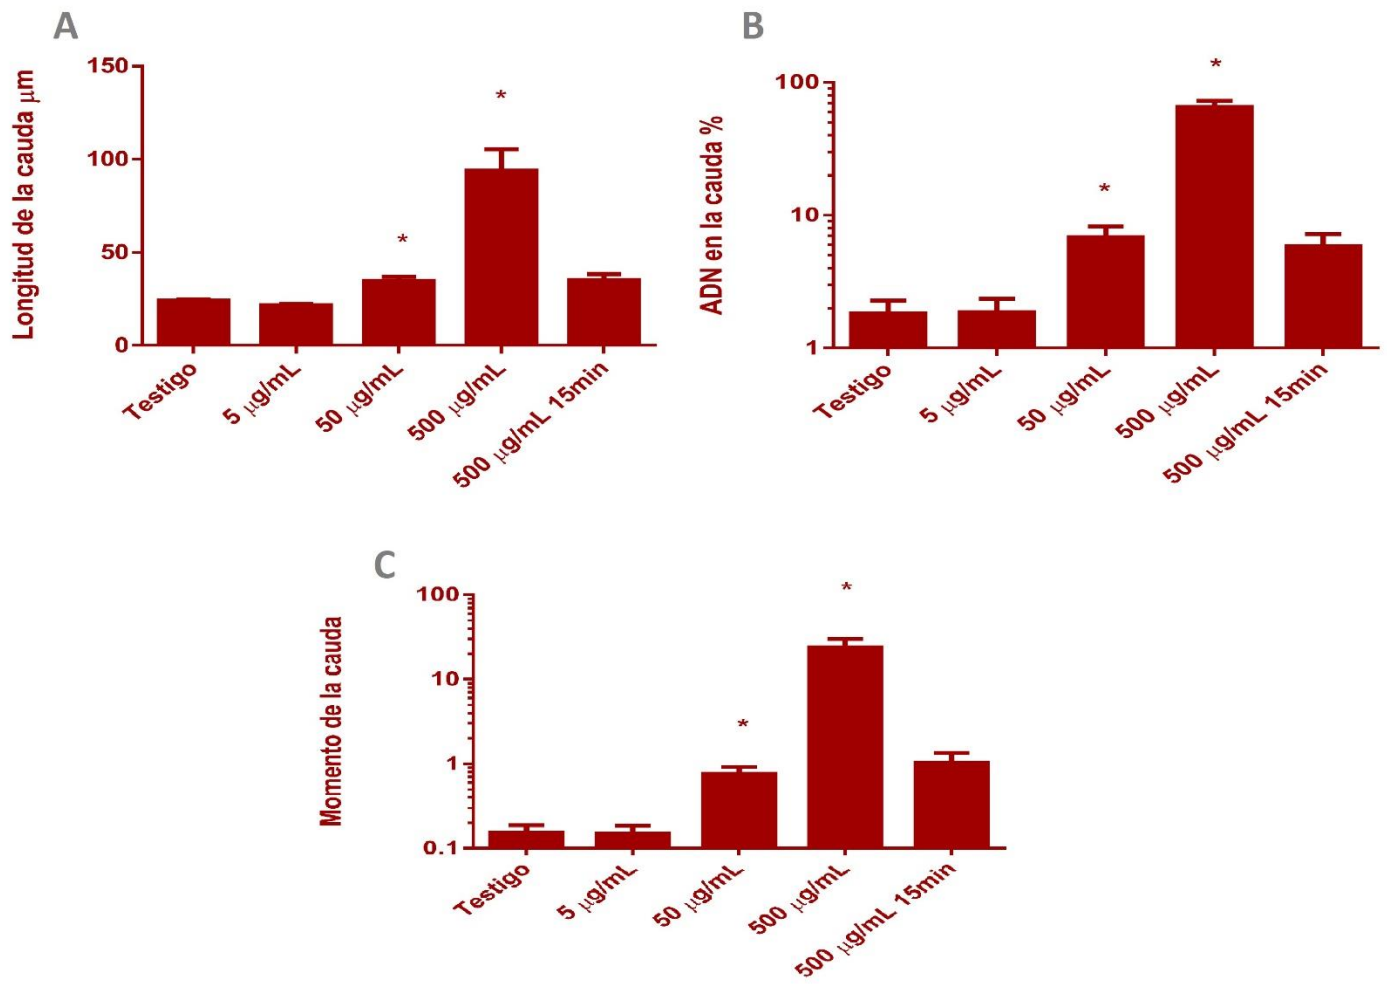 A
Longitud de la cauda μm
150
100
50
0
*
*
Testigo
5 μg/mL
50 μg/mL
500 μg/mL
500 μg/mL 15min
B
ADN en la cauda %
100
10
1
*
*
Testigo
5 μg/mL
50 μg/mL
500 μg/mL
500 μg/mL 15min
C
Momento de la cauda
100
10
1
0.1
*
*
Testigo
5 μg/mL
50 μg/mL
500 μg/mL
500 μg/mL 15min